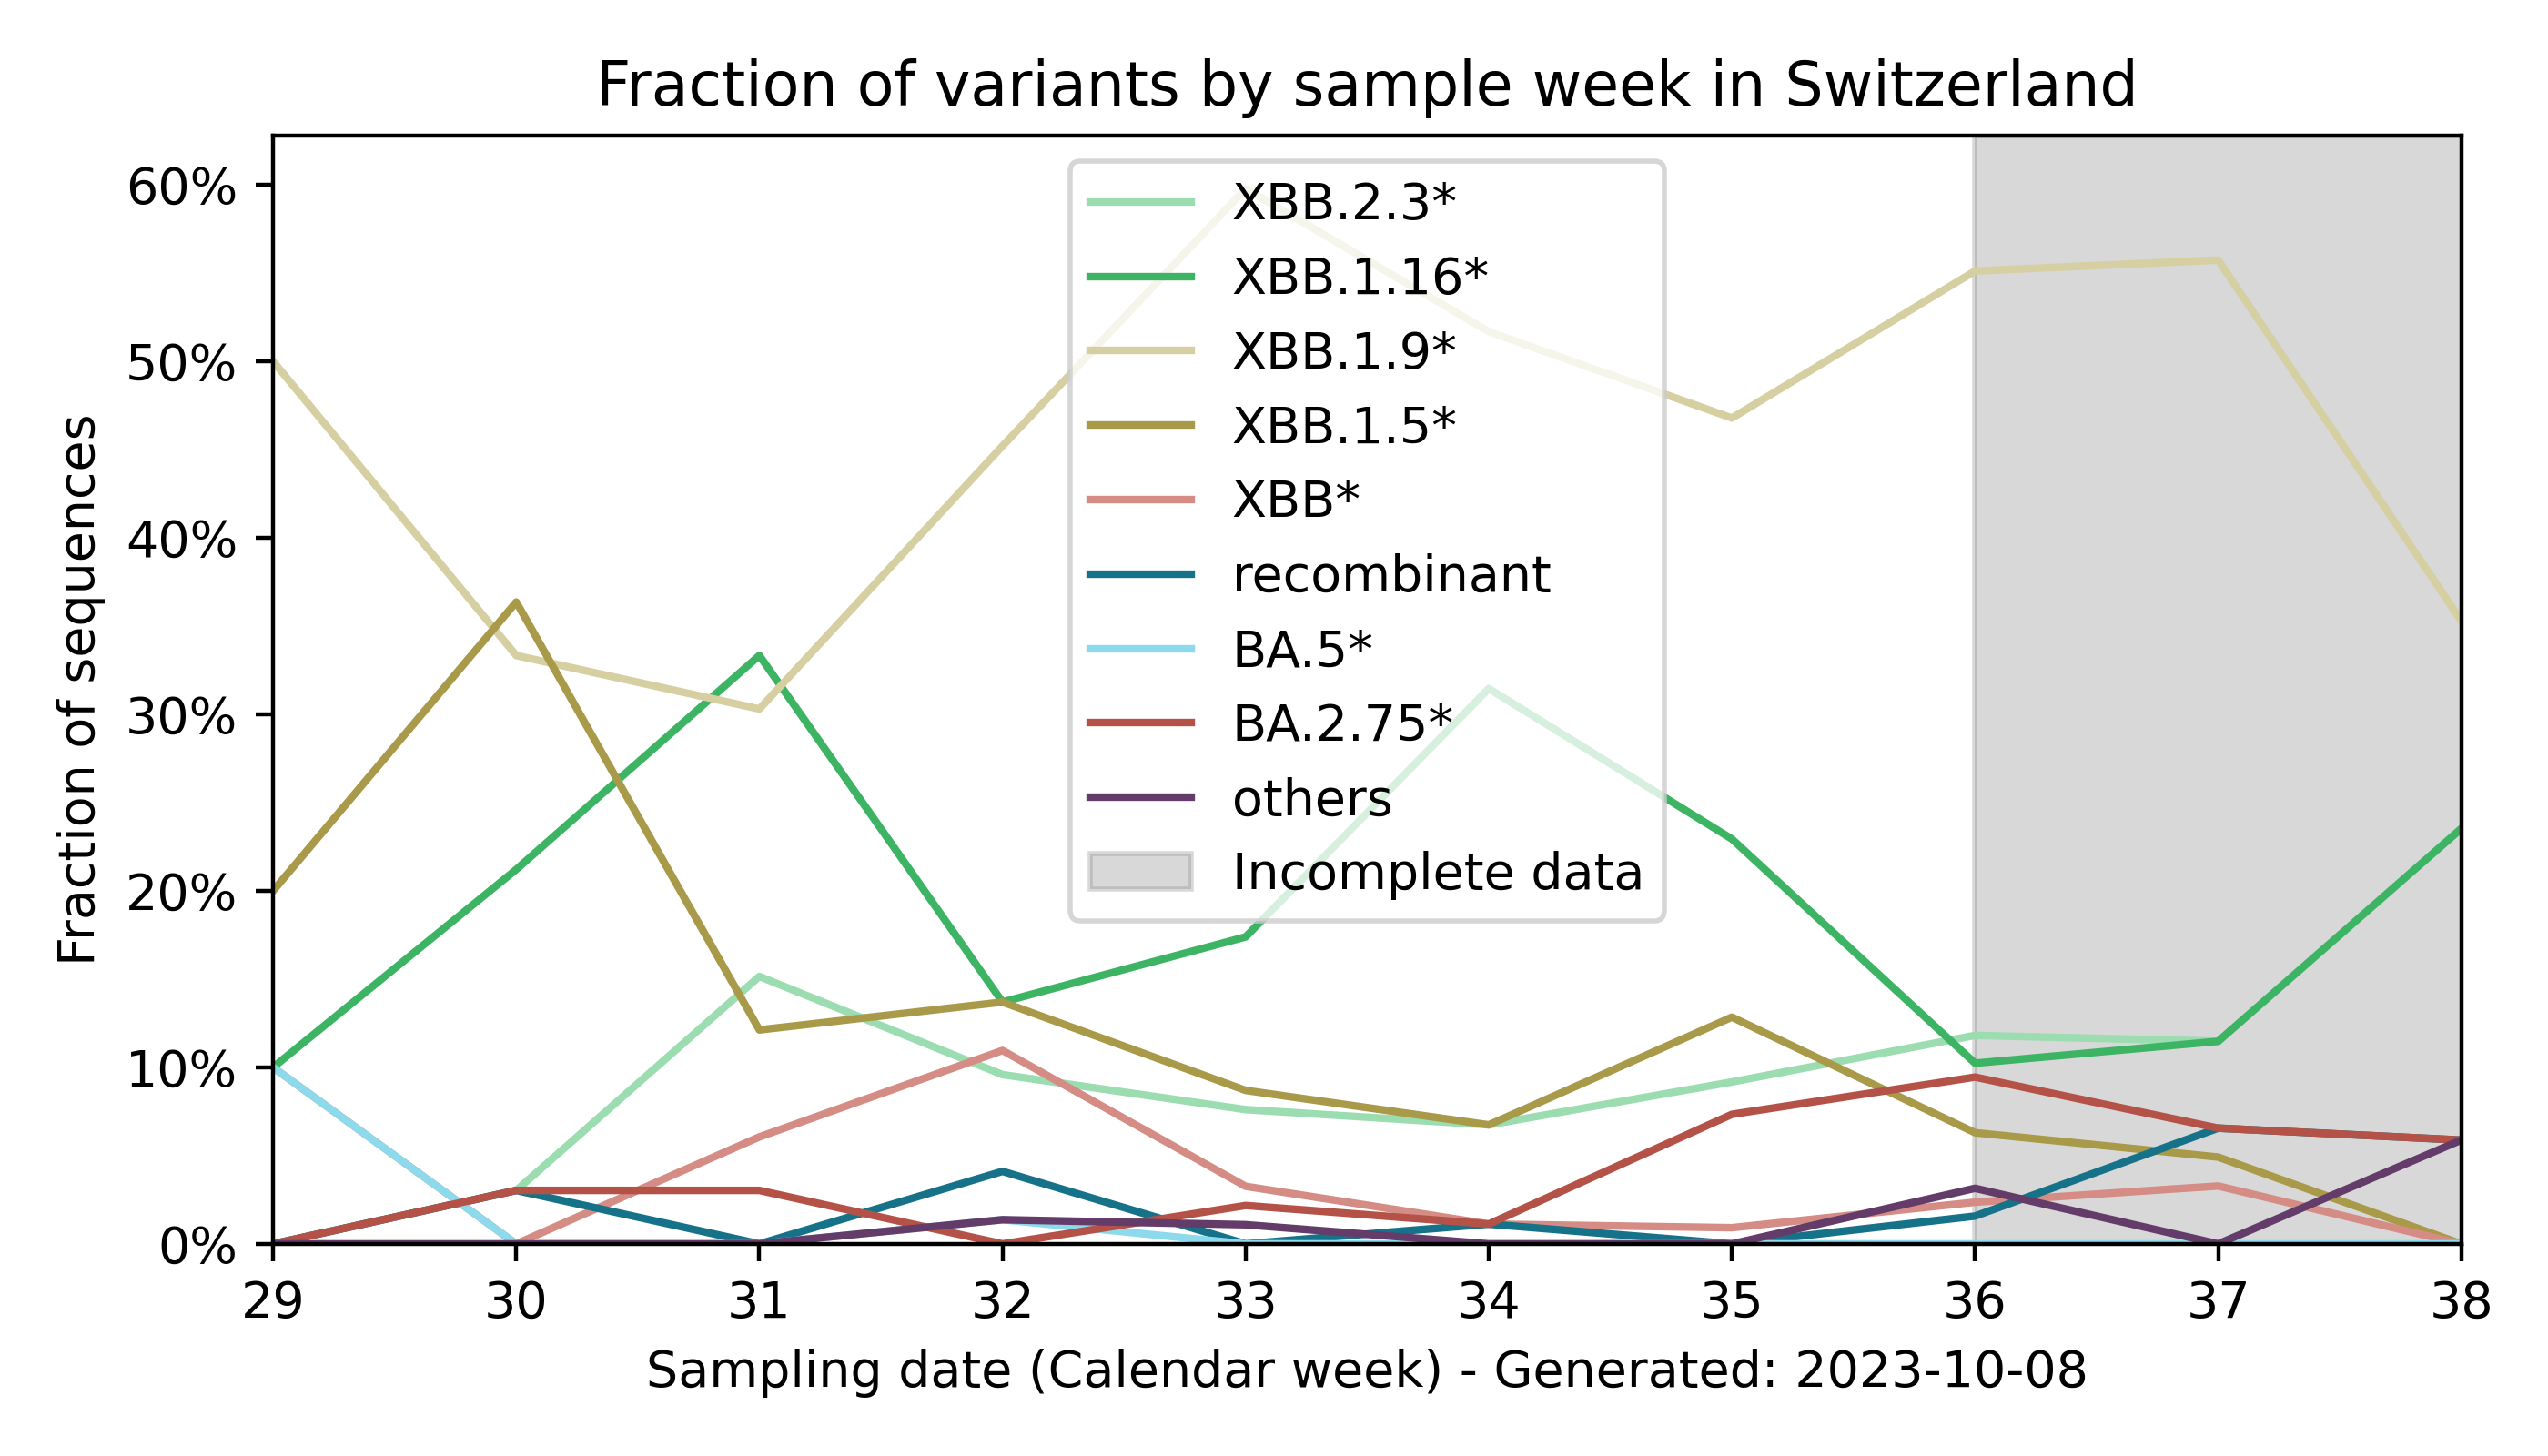 Fraction of variants by sample week in Switzerland
60%
50%
40%
30%
20%
10%
0%
Fraction of sequences
XBB.2.3*
XBB.1.16*
XBB.1.9*
XBB.1.5*
XBB*
recombinant
BA.5*
BA.2.75*
others
Incomplete data
29 30 31 32 33 34 35 36 37 38
Sampling date (Calendar week) - Generated: 2023-10-08